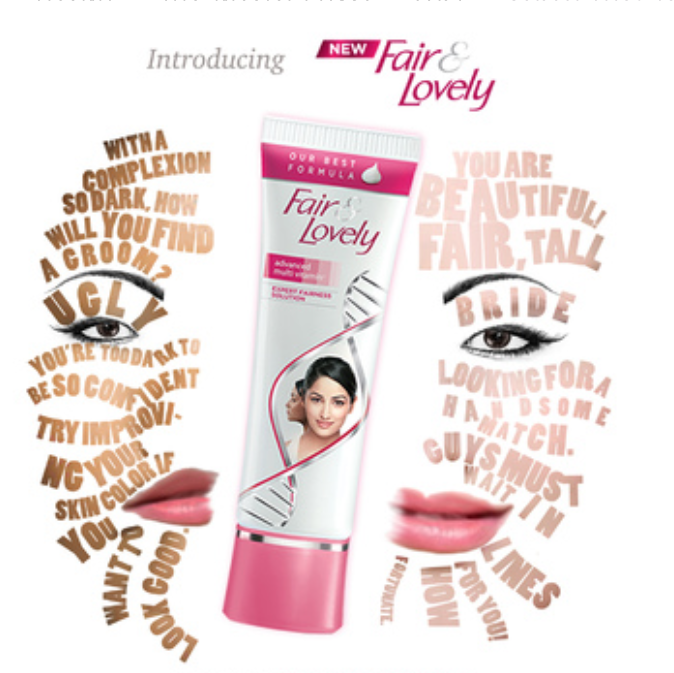 Introducing
NEW Fair &
Lovely
WITH A
COMPLEXION
SO DARK, HOW
WILL YOU FIND
A GROOM?
UGLY
YOU'RE TOO DARK TO
BE SO CONFIDENT
TRY IMPROVI-
NG YOUR
SKIN COLOR IF
YOU
WANT TO
LOOK GOOD.
OUR BEST
FORMULA
Fair &
Lovely
advanced
multi vitamin
EXPERT FAIRNESS
SOLUTION
YOU ARE
BEAUTIFUL!
FAIR, TALL
BRIDE
LOOKING FOR A
HANDSOME
MATCH.
GUYS MUST
WAIT IN
LINES
FOR YOU!
HOW
FORTUNATE.